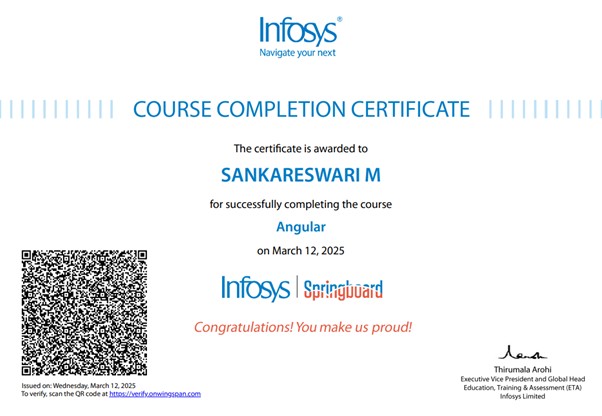 Infosys®
Navigate your next
COURSE COMPLETION CERTIFICATE
The certificate is awarded to
SANKARESWARI M
for successfully completing the course
Angular
on March 12, 2025
Infosys | Springboard
Congratulations! You make us proud!
Thirumala Arohi
Executive Vice President and Global Head
Education, Training & Assessment (ETA)
Infosys Limited
Issued on: Wednesday, March 12, 2025
To verify, scan the QR code at https://verify.onwingspan.com